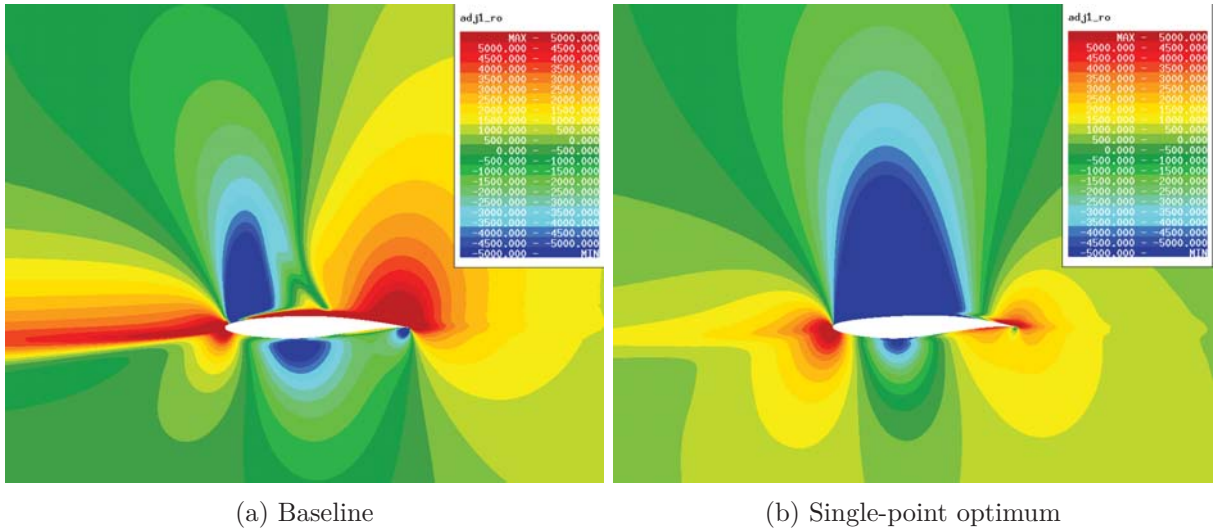 adj1_ro
MAX - 5000.000
5000.000 - 4500.000
4500.000 - 4000.000
4000.000 - 3500.000
3500.000 - 3000.000
3000.000 - 2500.000
2500.000 - 2000.000
2000.000 - 1500.000
1500.000 - 1000.000
1000.000 - 500.000
500.000 - 0.000
0.000 - -500.000
-500.000 - -1000.000
-1000.000 - -1500.000
-1500.000 - -2000.000
-2000.000 - -2500.000
-2500.000 - -3000.000
-3000.000 - -3500.000
-3500.000 - -4000.000
-4000.000 - -4500.000
-4500.000 - -5000.000
-5000.000 - MIN
(a) Baseline
adj1_ro
MAX - 5000.000
5000.000 - 4500.000
4500.000 - 4000.000
4000.000 - 3500.000
3500.000 - 3000.000
3000.000 - 2500.000
2500.000 - 2000.000
2000.000 - 1500.000
1500.000 - 1000.000
1000.000 - 500.000
500.000 - 0.000
0.000 - -500.000
-500.000 - -1000.000
-1000.000 - -1500.000
-1500.000 - -2000.000
-2000.000 - -2500.000
-2500.000 - -3000.000
-3000.000 - -3500.000
-3500.000 - -4000.000
-4000.000 - -4500.000
-4500.000 - -5000.000
-5000.000 - MIN
(b) Single-point optimum